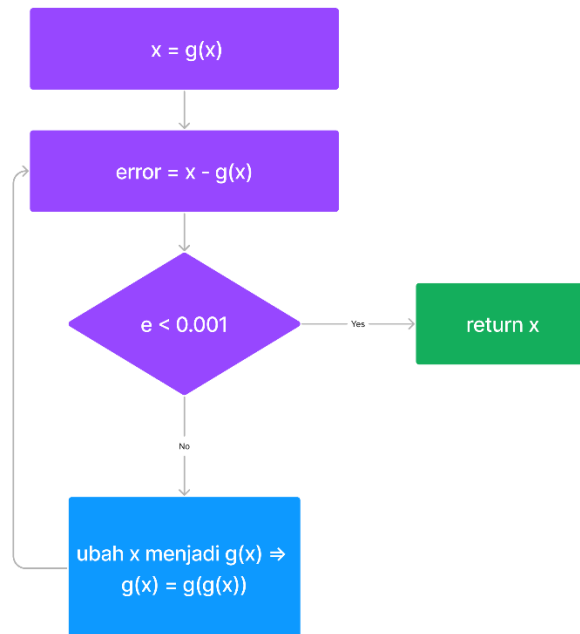 x = g(x)
error = x - g(x)
e < 0.001
Yes
return x
No
ubah x menjadi g(x) ⇒
g(x) = g(g(x))